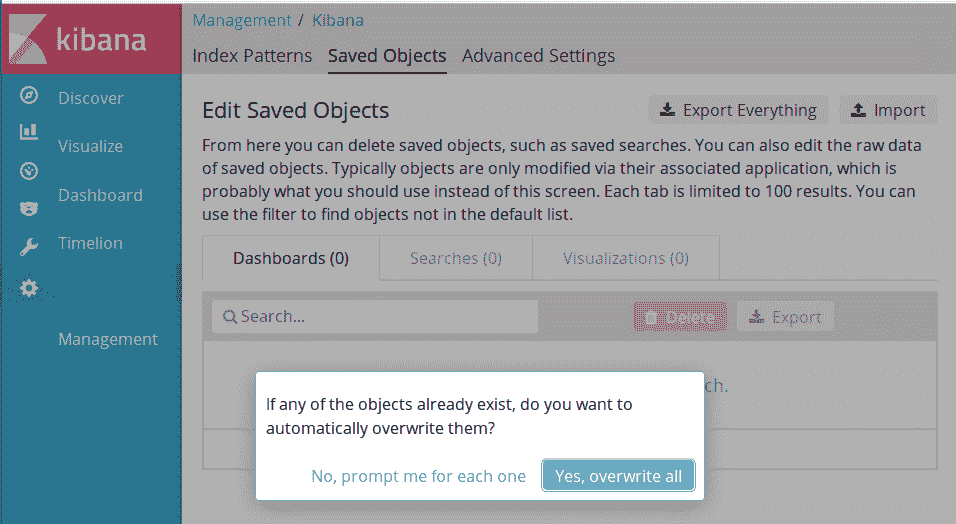 kibana
Discover
Visualize
Dashboard
Timelion
Management
Management / Kibana
Index Patterns Saved Objects Advanced Settings
Edit Saved Objects
Export Everything Import
From here you can delete saved objects, such as saved searches. You can also edit the raw data
of saved objects. Typically objects are only modified via their associated application, which is
probably what you should use instead of this screen. Each tab is limited to 100 results. You can
use the filter to find objects not in the default list.
Dashboards (0) Searches (0) Visualizations (0)
Search... Delete Export
ch.
If any of the objects already exist, do you want to
automatically overwrite them?
No, prompt me for each one Yes, overwrite all